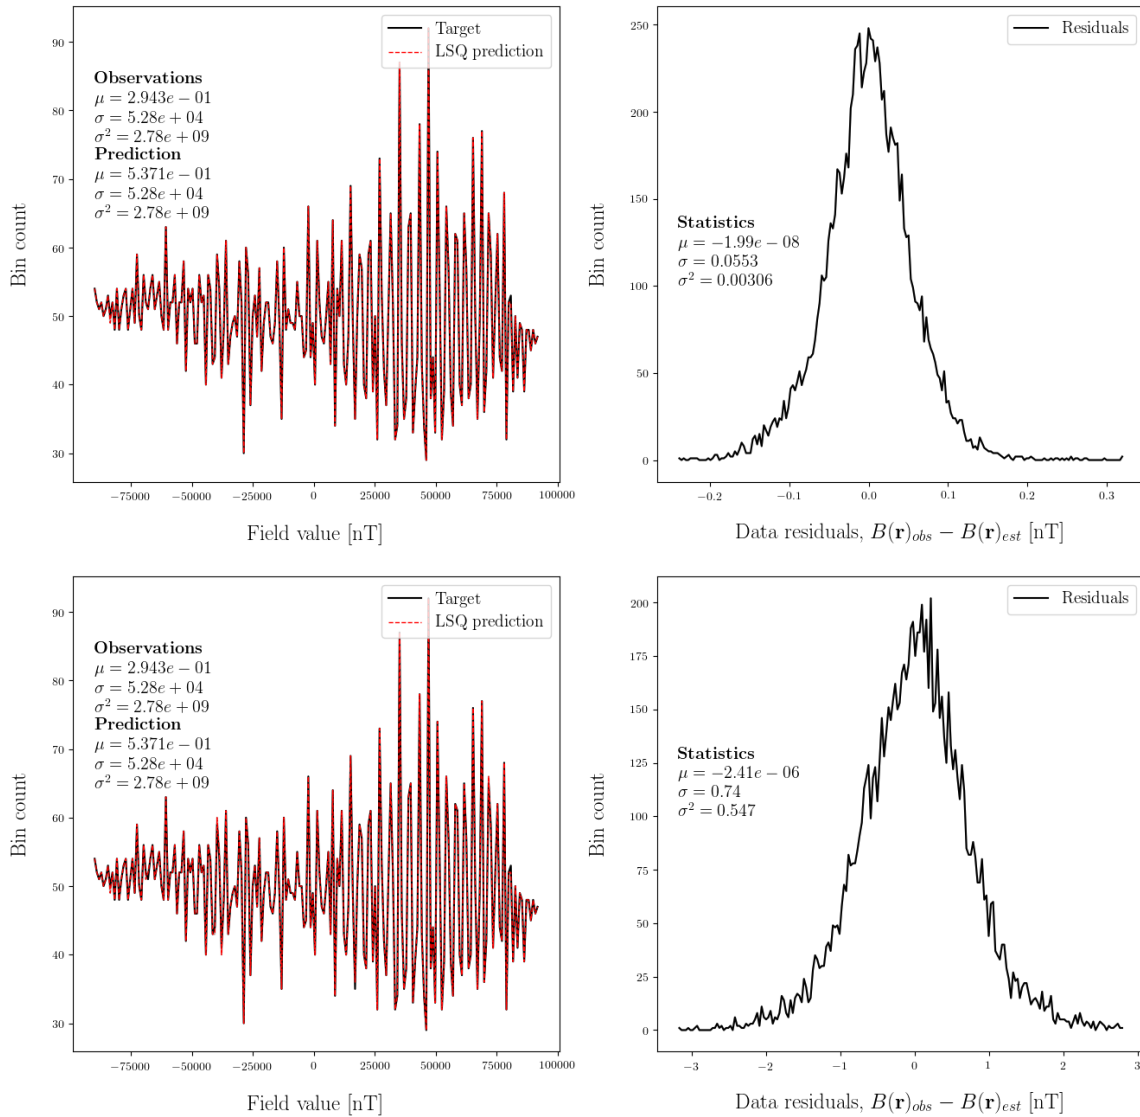 Target
LSQ prediction
Observations
μ = 2.943e − 01
σ = 5.28e + 04
σ² = 2.78e + 09
Prediction
μ = 5.371e − 01
σ = 5.28e + 04
σ² = 2.78e + 09
90
80
70
60
50
40
30
Bin count
−75000 −50000 −25000 0 25000 50000 75000 100000
Field value [nT]
Residuals
Statistics
μ = −1.99e − 08
σ = 0.0553
σ² = 0.00306
250
200
150
100
50
0
Bin count
−0.2 −0.1 0.0 0.1 0.2 0.3
Data residuals, B(r)obs − B(r)est [nT]
Target
LSQ prediction
Observations
μ = 2.943e − 01
σ = 5.28e + 04
σ² = 2.78e + 09
Prediction
μ = 5.371e − 01
σ = 5.28e + 04
σ² = 2.78e + 09
90
80
70
60
50
40
30
Bin count
−75000 −50000 −25000 0 25000 50000 75000 100000
Field value [nT]
Residuals
Statistics
μ = −2.41e − 06
σ = 0.74
σ² = 0.547
200
175
150
125
100
75
50
25
0
Bin count
−3 −2 −1 0 1 2 3
Data residuals, B(r)obs − B(r)est [nT]